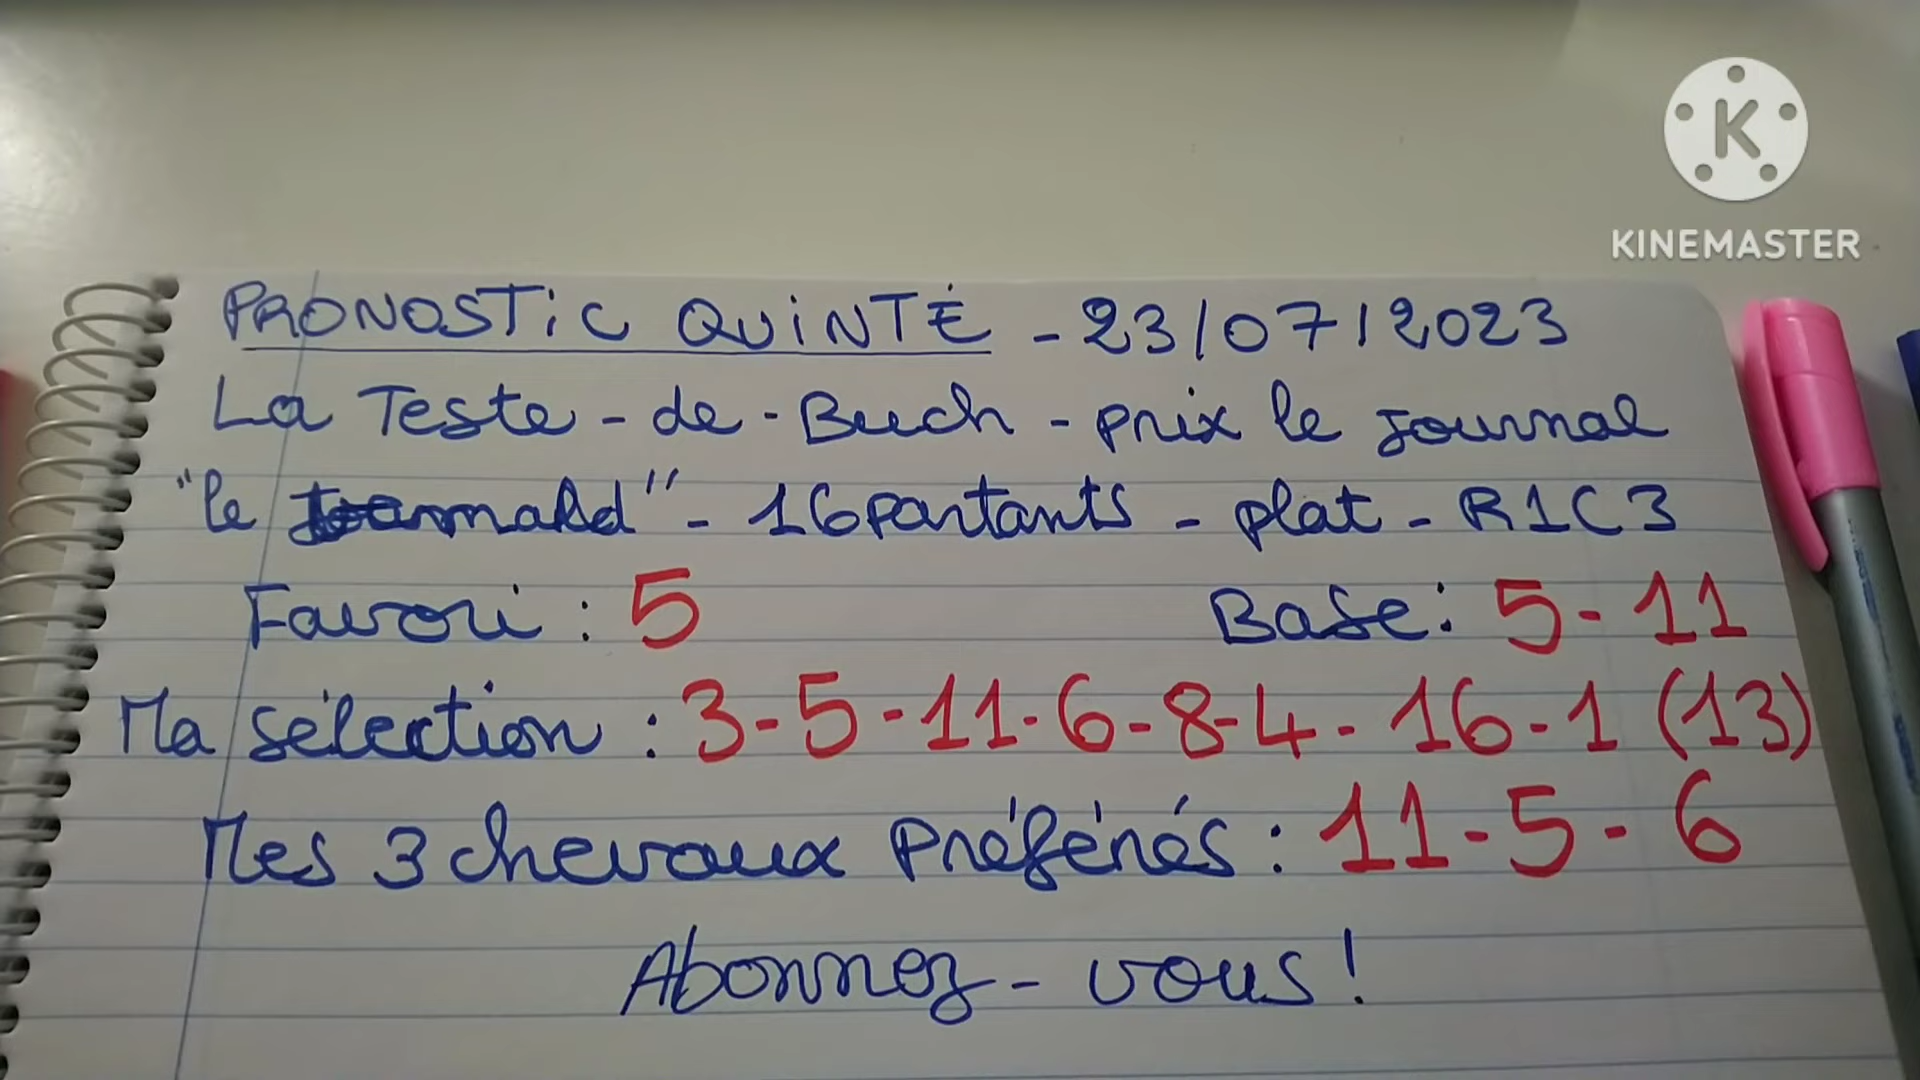 KINEMASTER
PRONOSTIC QUINTÉ - 23/07/2023
La Teste-de-Buch - prix le journal
"le " - 16 partants - plat - R1C3
Favori : 5 Base : 5 - 11
Ma sélection : 3 - 5 - 11 - 6 - 8 - 4 - 16 - 1 (13)
Mes 3 chevaux préférés : 11 - 5 - 6
Abonnez-vous !